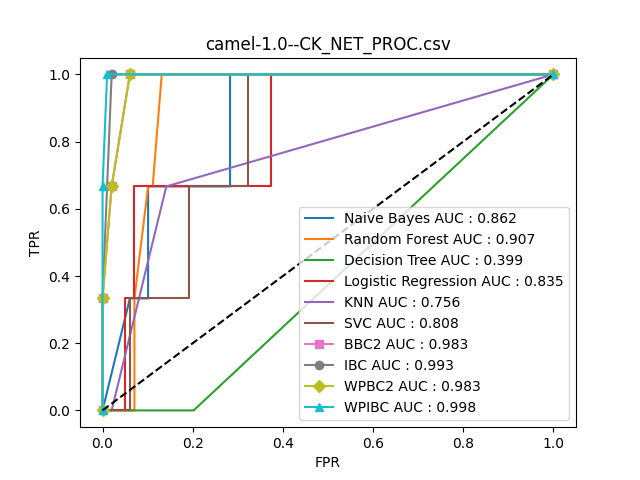 camel-1.0--CK_NET_PROC.csv
TPR
1.0
0.8
0.6
0.4
0.2
0.0
Naive Bayes AUC : 0.862
Random Forest AUC : 0.907
Decision Tree AUC : 0.399
Logistic Regression AUC : 0.835
KNN AUC : 0.756
SVC AUC : 0.808
BBC2 AUC : 0.983
IBC AUC : 0.993
WPBC2 AUC : 0.983
WPIBC AUC : 0.998
0.0 0.2 0.4 0.6 0.8 1.0
FPR